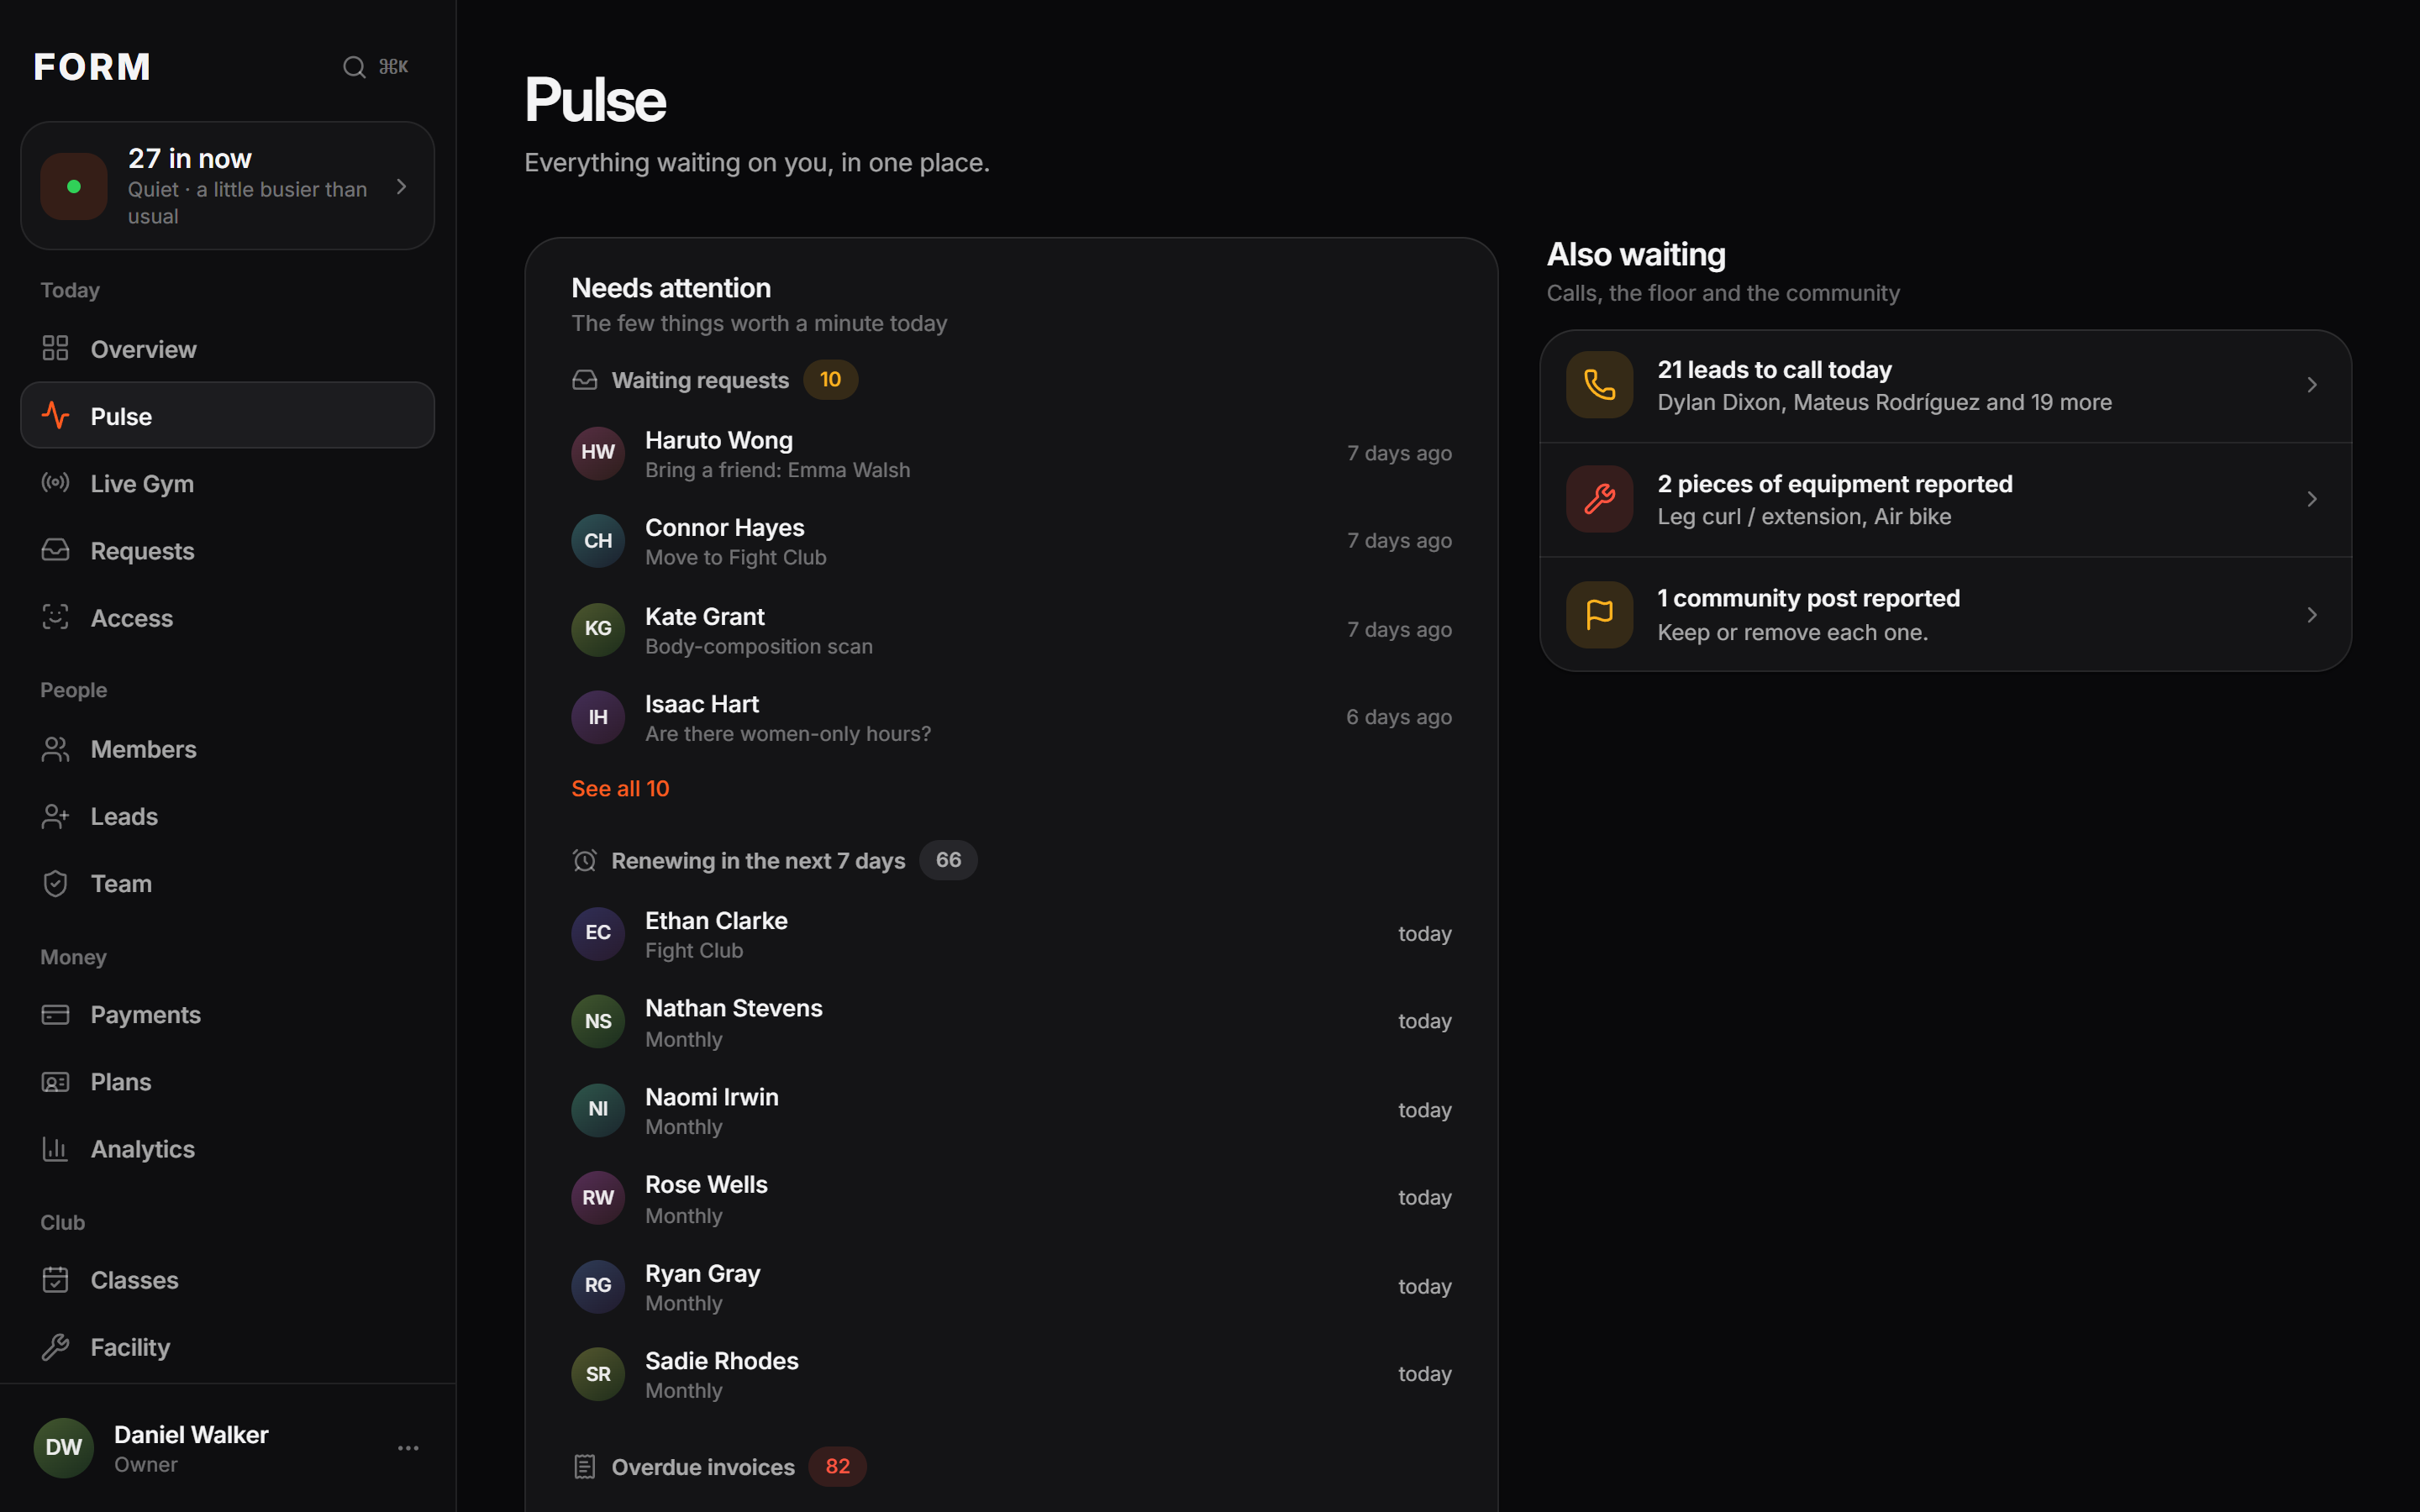 FORM
⌘K
27 in now
Quiet · a little busier than
usual
Today
Overview
Pulse
Live Gym
Requests
Access
People
Members
Leads
Team
Money
Payments
Plans
Analytics
Club
Classes
Facility
DW
Daniel Walker
Owner
Pulse
Everything waiting on you, in one place.
Needs attention
The few things worth a minute today
Waiting requests 10
HW
Haruto Wong
Bring a friend: Emma Walsh
7 days ago
CH
Connor Hayes
Move to Fight Club
7 days ago
KG
Kate Grant
Body-composition scan
7 days ago
IH
Isaac Hart
Are there women-only hours?
6 days ago
See all 10
Renewing in the next 7 days 66
EC
Ethan Clarke
Fight Club
today
NS
Nathan Stevens
Monthly
today
NI
Naomi Irwin
Monthly
today
RW
Rose Wells
Monthly
today
RG
Ryan Gray
Monthly
today
SR
Sadie Rhodes
Monthly
today
Overdue invoices 82
Also waiting
Calls, the floor and the community
21 leads to call today
Dylan Dixon, Mateus Rodríguez and 19 more
2 pieces of equipment reported
Leg curl / extension, Air bike
1 community post reported
Keep or remove each one.